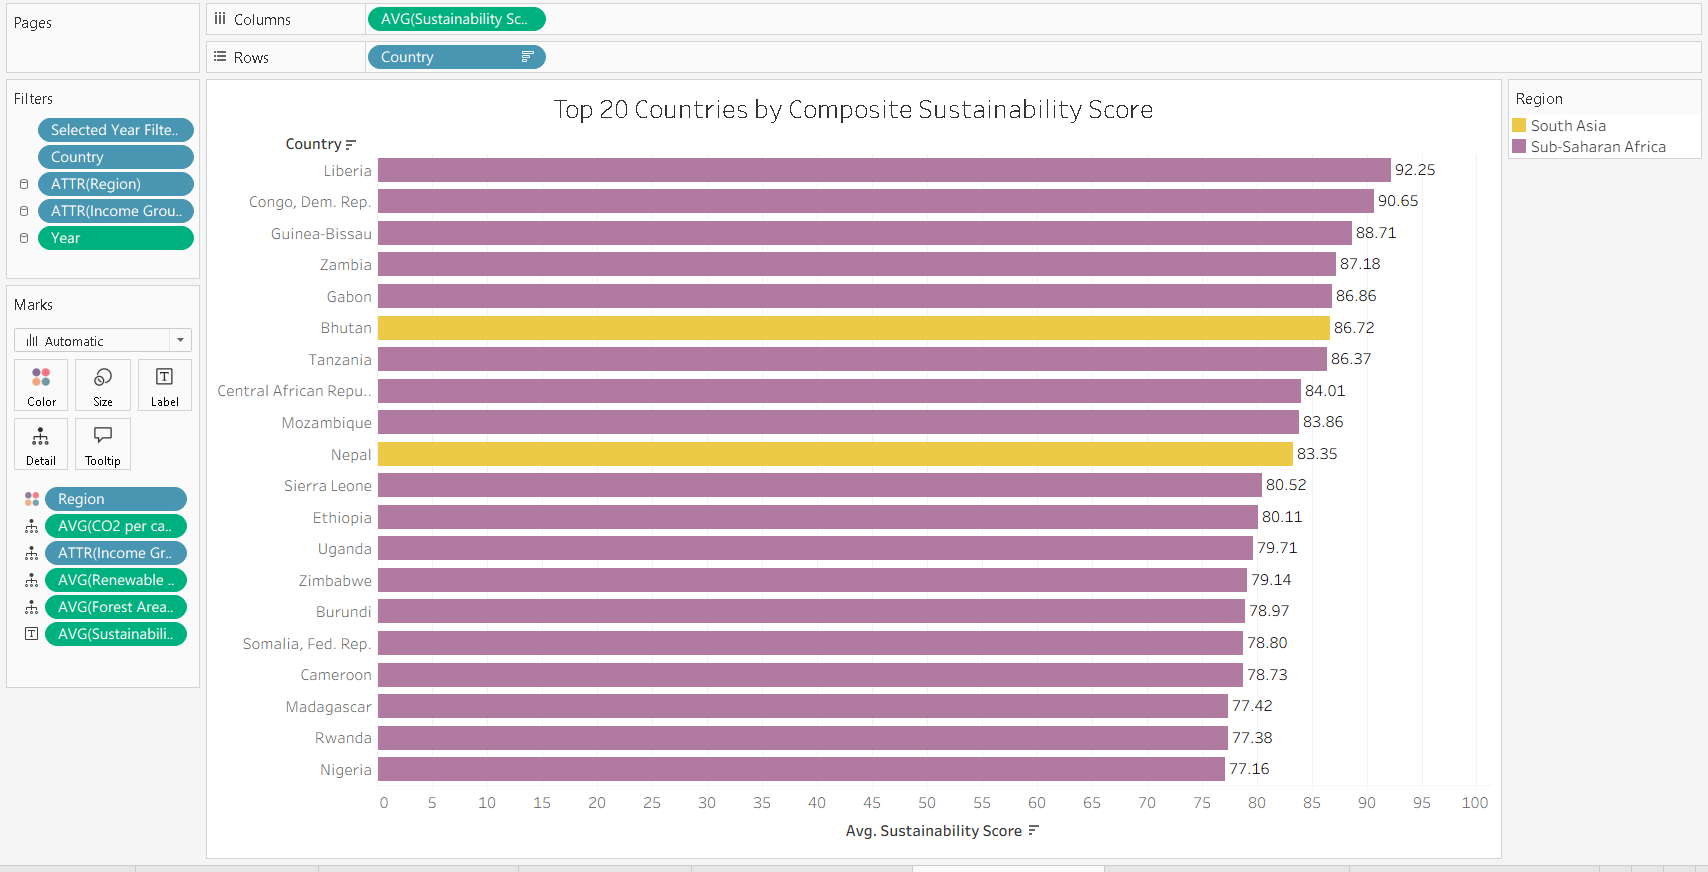 Pages
Columns
AVG(Sustainability Sc..
Rows
Country
Filters
Selected Year Filte..
Country
ATTR(Region)
ATTR(Income Grou..
Year
Marks
Automatic
Color
Size
Label
Detail
Tooltip
Region
AVG(CO2 per ca..
ATTR(Income Gr..
AVG(Renewable ..
AVG(Forest Area..
AVG(Sustainabili..
Top 20 Countries by Composite Sustainability Score
Country
Liberia 92.25
Congo, Dem. Rep. 90.65
Guinea-Bissau 88.71
Zambia 87.18
Gabon 86.86
Bhutan 86.72
Tanzania 86.37
Central African Repu.. 84.01
Mozambique 83.86
Nepal 83.35
Sierra Leone 80.52
Ethiopia 80.11
Uganda 79.71
Zimbabwe 79.14
Burundi 78.97
Somalia, Fed. Rep. 78.80
Cameroon 78.73
Madagascar 77.42
Rwanda 77.38
Nigeria 77.16
0 5 10 15 20 25 30 35 40 45 50 55 60 65 70 75 80 85 90 95 100
Avg. Sustainability Score
Region
South Asia
Sub-Saharan Africa